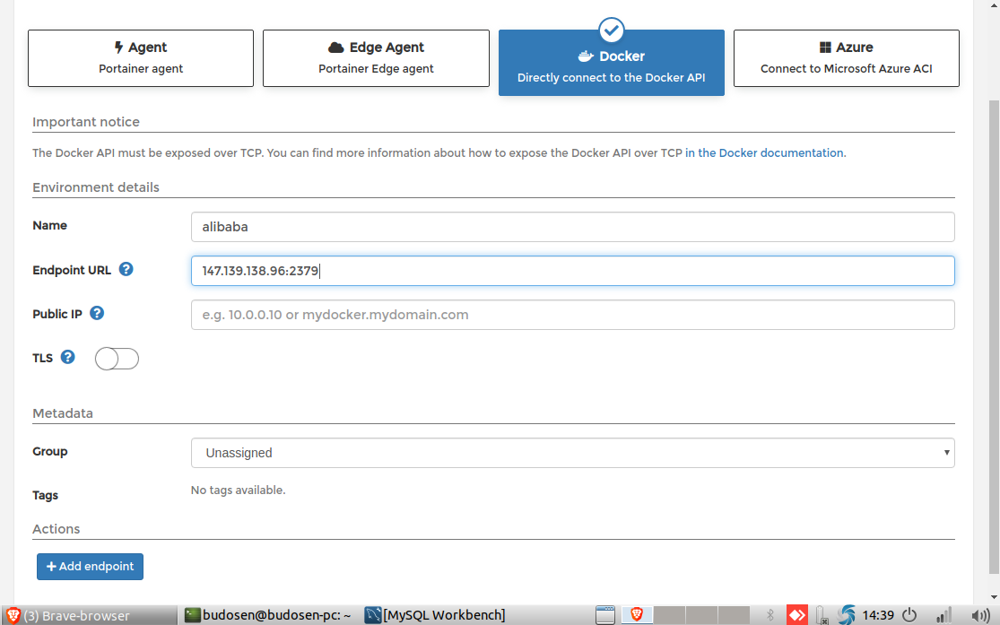 Agent
Portainer agent
Edge Agent
Portainer Edge agent
Docker
Directly connect to the Docker API
Azure
Connect to Microsoft Azure ACI
Important notice
The Docker API must be exposed over TCP. You can find more information about how to expose the Docker API over TCP in the Docker documentation.
Environment details
Name
alibaba
Endpoint URL ?
147.139.138.96:2379
Public IP ?
e.g. 10.0.0.10 or mydocker.mydomain.com
TLS ?
Metadata
Group
Unassigned
Tags
No tags available.
Actions
+ Add endpoint
(3) Brave-browser
budosen@budosen-pc: ~
[MySQL Workbench]
14:39